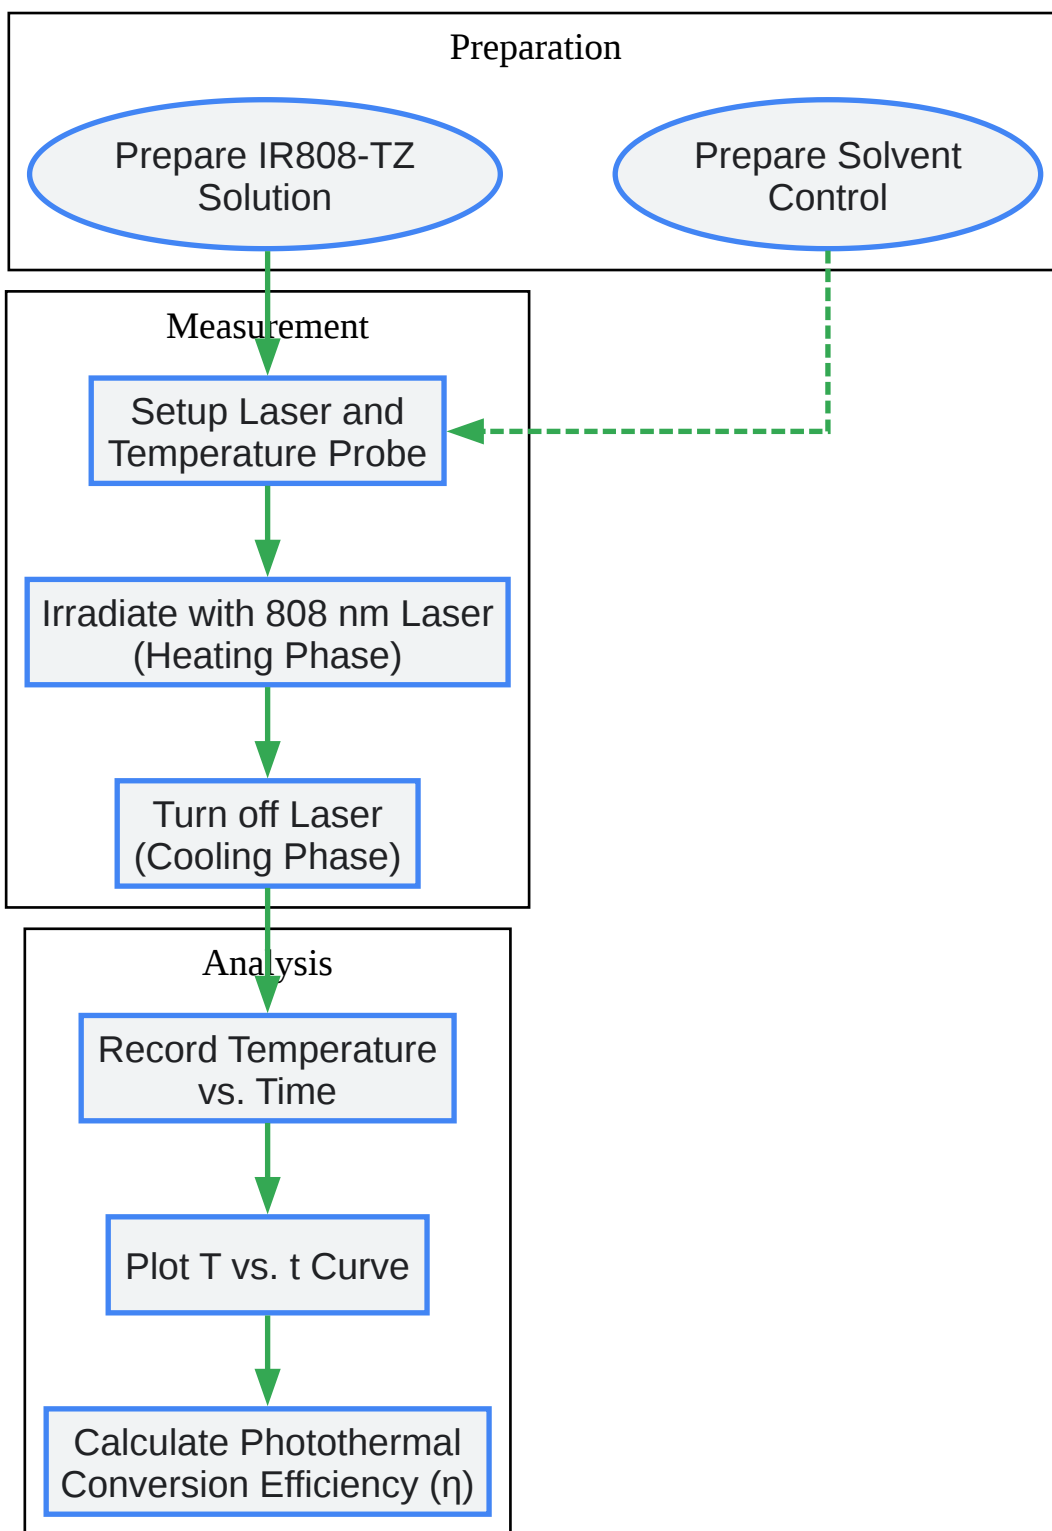 Preparation
Prepare IR808-TZ
Solution
Prepare Solvent
Control
Measurement
Setup Laser and
Temperature Probe
Irradiate with 808 nm Laser
(Heating Phase)
Turn off Laser
(Cooling Phase)
Analysis
Record Temperature
vs. Time
Plot T vs. t Curve
Calculate Photothermal
Conversion Efficiency (η)